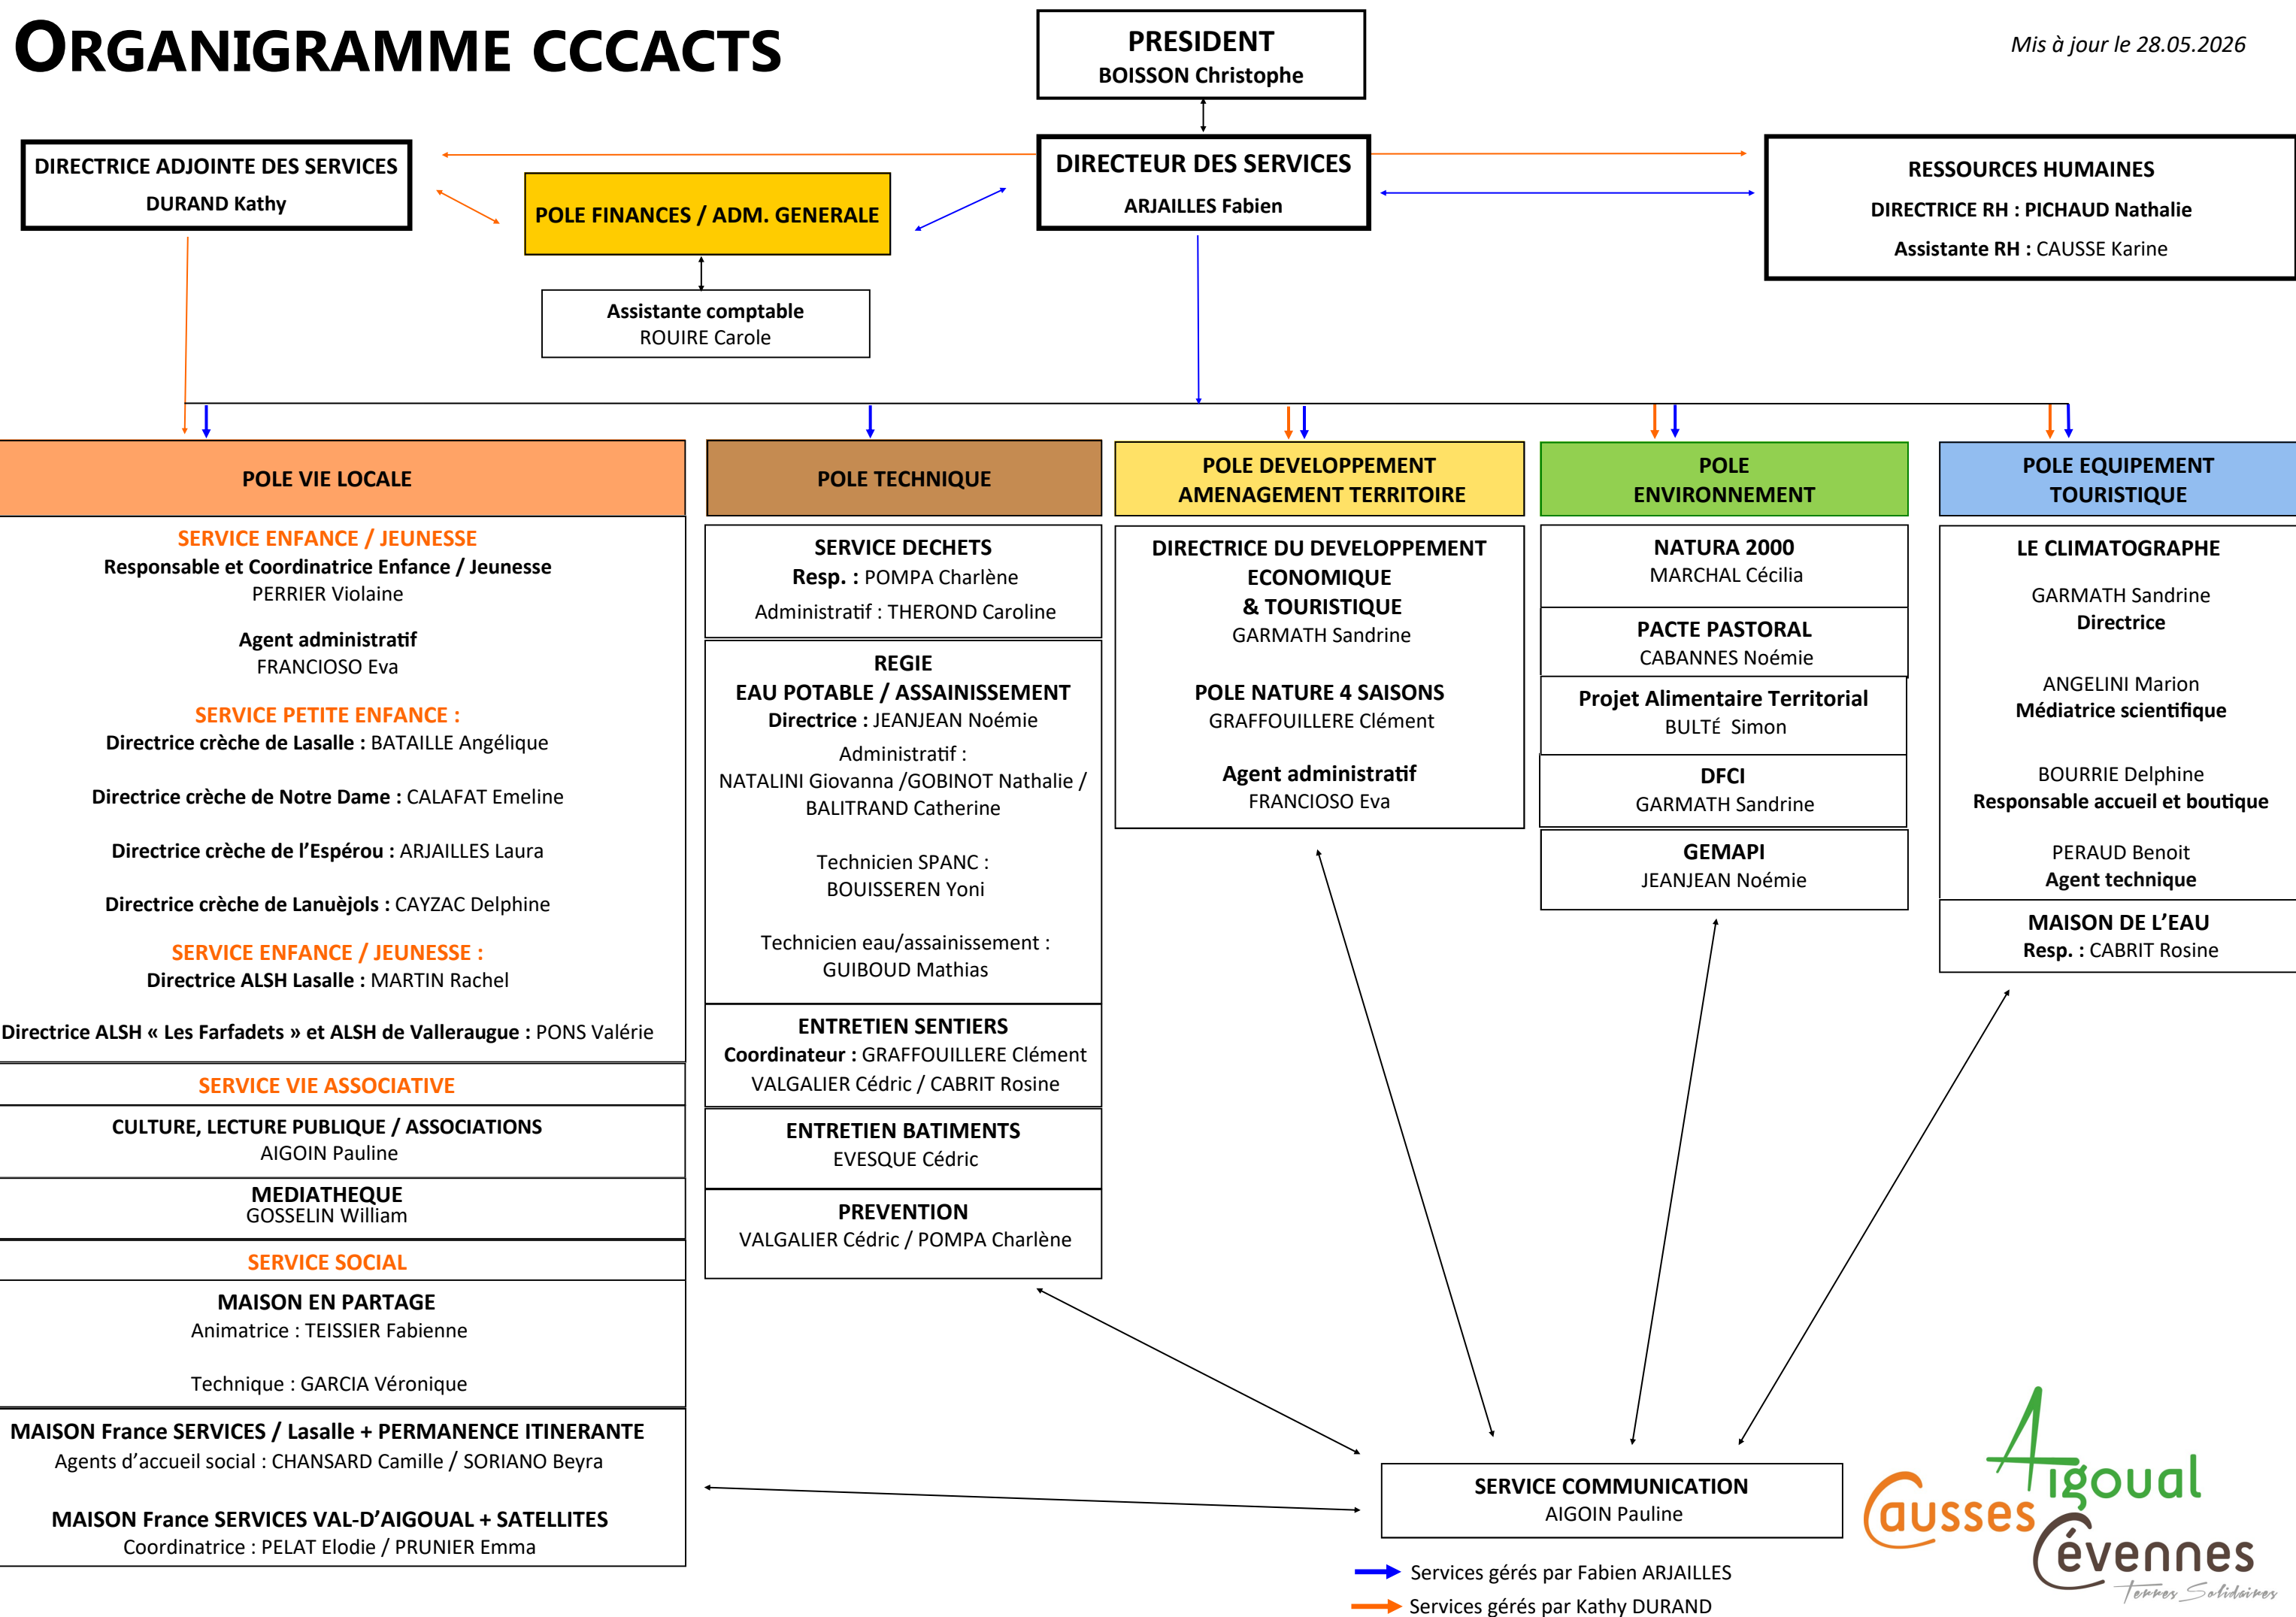 ORGANIGRAMME CCCACTS
PRESIDENT
BOISSON Christophe
Mis à jour le 28.05.2026
DIRECTRICE ADJOINTE DES SERVICES
DURAND Kathy
POLE FINANCES / ADM. GENERALE
DIRECTEUR DES SERVICES
ARJAILLES Fabien
RESSOURCES HUMAINES
DIRECTRICE RH : PICHAUD Nathalie
Assistante RH : CAUSSE Karine
Assistante comptable
ROUIRE Carole
POLE VIE LOCALE
SERVICE ENFANCE / JEUNESSE
Responsable et Coordinatrice Enfance / Jeunesse
PERRIER Violaine
Agent administratif
FRANCIOSO Eva
SERVICE PETITE ENFANCE :
Directrice crèche de Lasalle : BATAILLE Angélique
Directrice crèche de Notre Dame : CALAFAT Emeline
Directrice crèche de l’Espérou : ARJAILLES Laura
Directrice crèche de Lanuèjols : CAYZAC Delphine
SERVICE ENFANCE / JEUNESSE :
Directrice ALSH Lasalle : MARTIN Rachel
Directrice ALSH « Les Farfadets » et ALSH de Valleraugue : PONS Valérie
SERVICE VIE ASSOCIATIVE
CULTURE, LECTURE PUBLIQUE / ASSOCIATIONS
AIGOIN Pauline
MEDIATHEQUE
GOSSELIN William
SERVICE SOCIAL
MAISON EN PARTAGE
Animatrice : TEISSIER Fabienne
Technique : GARCIA Véronique
MAISON France SERVICES / Lasalle + PERMANENCE ITINERANTE
Agents d’accueil social : CHANSARD Camille / SORIANO Beyra
MAISON France SERVICES VAL-D’AIGOUAL + SATELLITES
Coordinatrice : PELAT Elodie / PRUNIER Emma
POLE TECHNIQUE
SERVICE DECHETS
Resp. : POMPA Charlène
Administratif : THEROND Caroline
REGIE
EAU POTABLE / ASSAINISSEMENT
Directrice : JEANJEAN Noémie
Administratif :
NATALINI Giovanna /GOBINOT Nathalie /
BALITRAND Catherine
Technicien SPANC :
BOUISSEREN Yoni
Technicien eau/assainissement :
GUIBOUD Mathias
ENTRETIEN SENTIERS
Coordinateur : GRAFFOUILLERE Clément
VALGALIER Cédric / CABRIT Rosine
ENTRETIEN BATIMENTS
EVESQUE Cédric
PREVENTION
VALGALIER Cédric / POMPA Charlène
POLE DEVELOPPEMENT
AMENAGEMENT TERRITOIRE
DIRECTRICE DU DEVELOPPEMENT
ECONOMIQUE
& TOURISTIQUE
GARMATH Sandrine
POLE NATURE 4 SAISONS
GRAFFOUILLERE Clément
Agent administratif
FRANCIOSO Eva
POLE
ENVIRONNEMENT
NATURA 2000
MARCHAL Cécilia
PACTE PASTORAL
CABANNES Noémie
Projet Alimentaire Territorial
BULTÉ Simon
DFCI
GARMATH Sandrine
GEMAPI
JEANJEAN Noémie
POLE EQUIPEMENT
TOURISTIQUE
LE CLIMATOGRAPHE
GARMATH Sandrine
Directrice
ANGELINI Marion
Médiatrice scientifique
BOURRIE Delphine
Responsable accueil et boutique
PERAUD Benoit
Agent technique
MAISON DE L’EAU
Resp. : CABRIT Rosine
SERVICE COMMUNICATION
AIGOIN Pauline
Services gérés par Fabien ARJAILLES
Services gérés par Kathy DURAND
Causses
Aigoual
Cévennes
Terres Solidaires